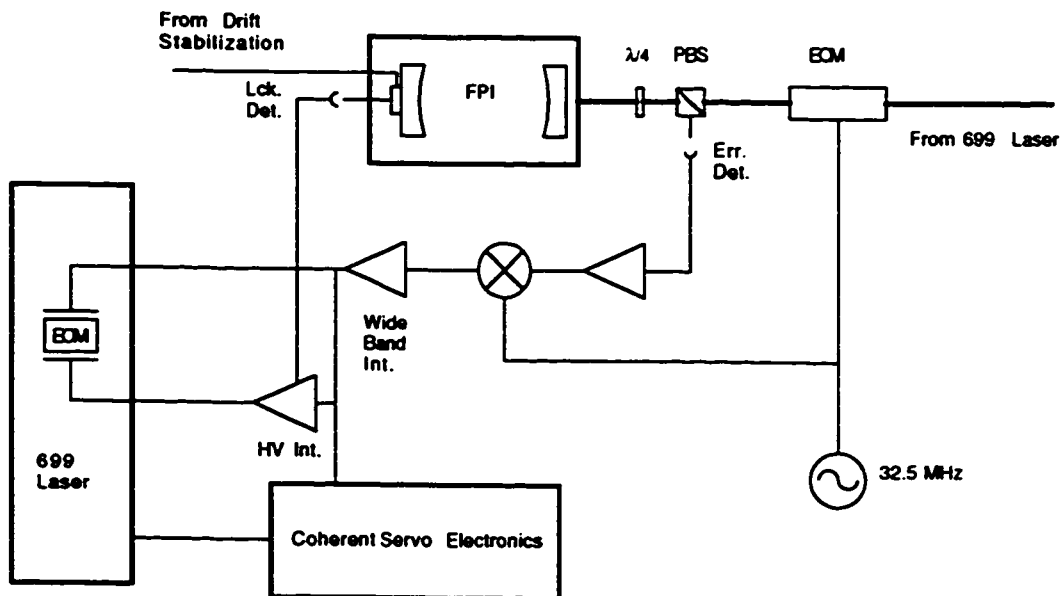 From Drift
Stabilization
Lck.
Det.
FPI
λ/4
PBS
EOM
From 699 Laser
Err.
Det.
Wide
Band
Int.
EOM
HV Int.
699
Laser
32.5 MHz
Coherent Servo Electronics